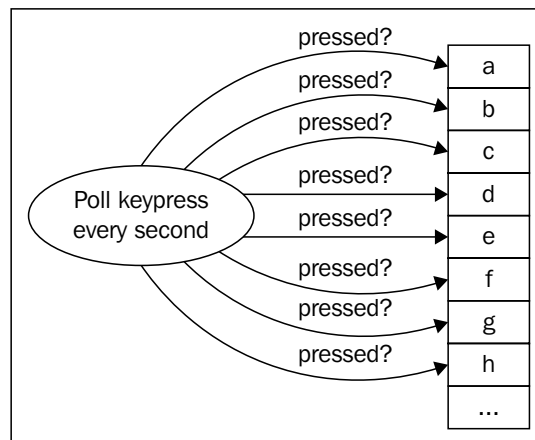 pressed?
a
pressed?
b
pressed?
c
pressed?
d
Poll keypress
every second
pressed?
e
pressed?
f
pressed?
g
pressed?
h
...